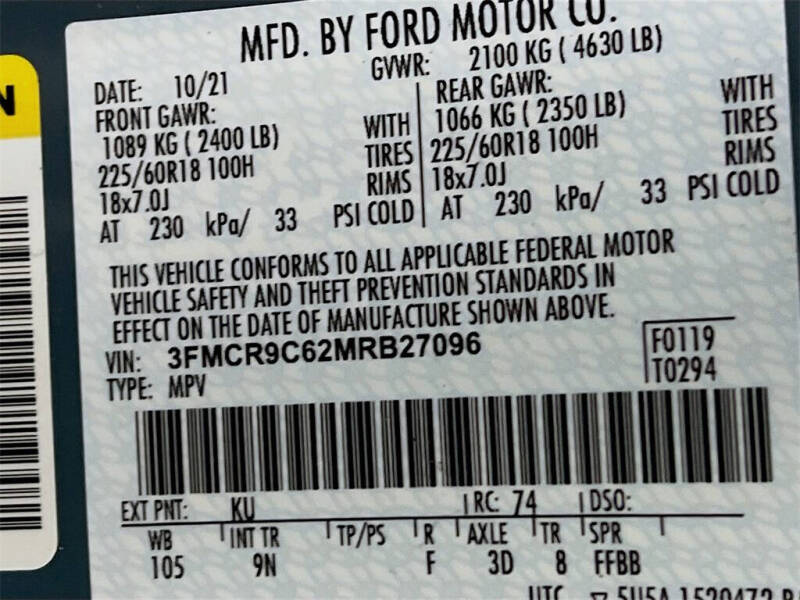 N
MFD. BY FORD MOTOR CO.
DATE: 10/21 GVWR: 2100 KG ( 4630 LB)
FRONT GAWR: REAR GAWR:
1089 KG ( 2400 LB) WITH 1066 KG ( 2350 LB) WITH
225/60R18 100H TIRES 225/60R18 100H TIRES
18x7.0J RIMS 18x7.0J RIMS
AT 230 kPa/ 33 PSI COLD AT 230 kPa/ 33 PSI COLD
THIS VEHICLE CONFORMS TO ALL APPLICABLE FEDERAL MOTOR
VEHICLE SAFETY AND THEFT PREVENTION STANDARDS IN
EFFECT ON THE DATE OF MANUFACTURE SHOWN ABOVE.
VIN: 3FMCR9C62MRB27096 F0119
TYPE: MPV T0294
EXT PNT: KU RC: 74 DSO:
WB INT TR TP/PS R AXLE TR SPR
105 9N F 3D 8 FFBB
UTC